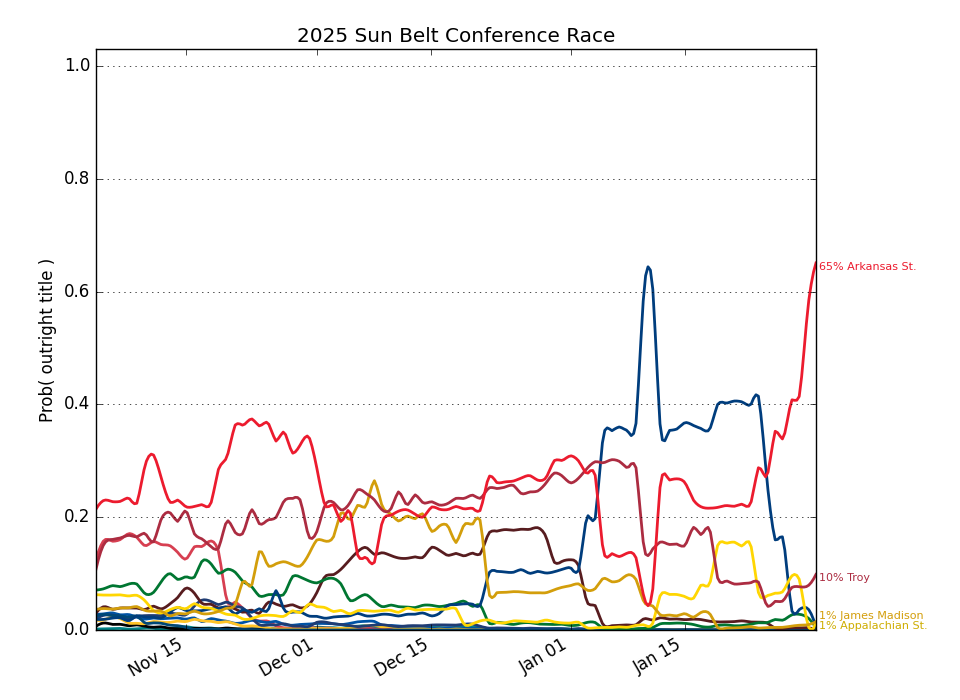 2025 Sun Belt Conference Race
Prob( outright title )
1.0
0.8
0.6
0.4
0.2
0.0
Nov 15
Dec 01
Dec 15
Jan 01
Jan 15
65% Arkansas St.
10% Troy
1% James Madison
1% Appalachian St.